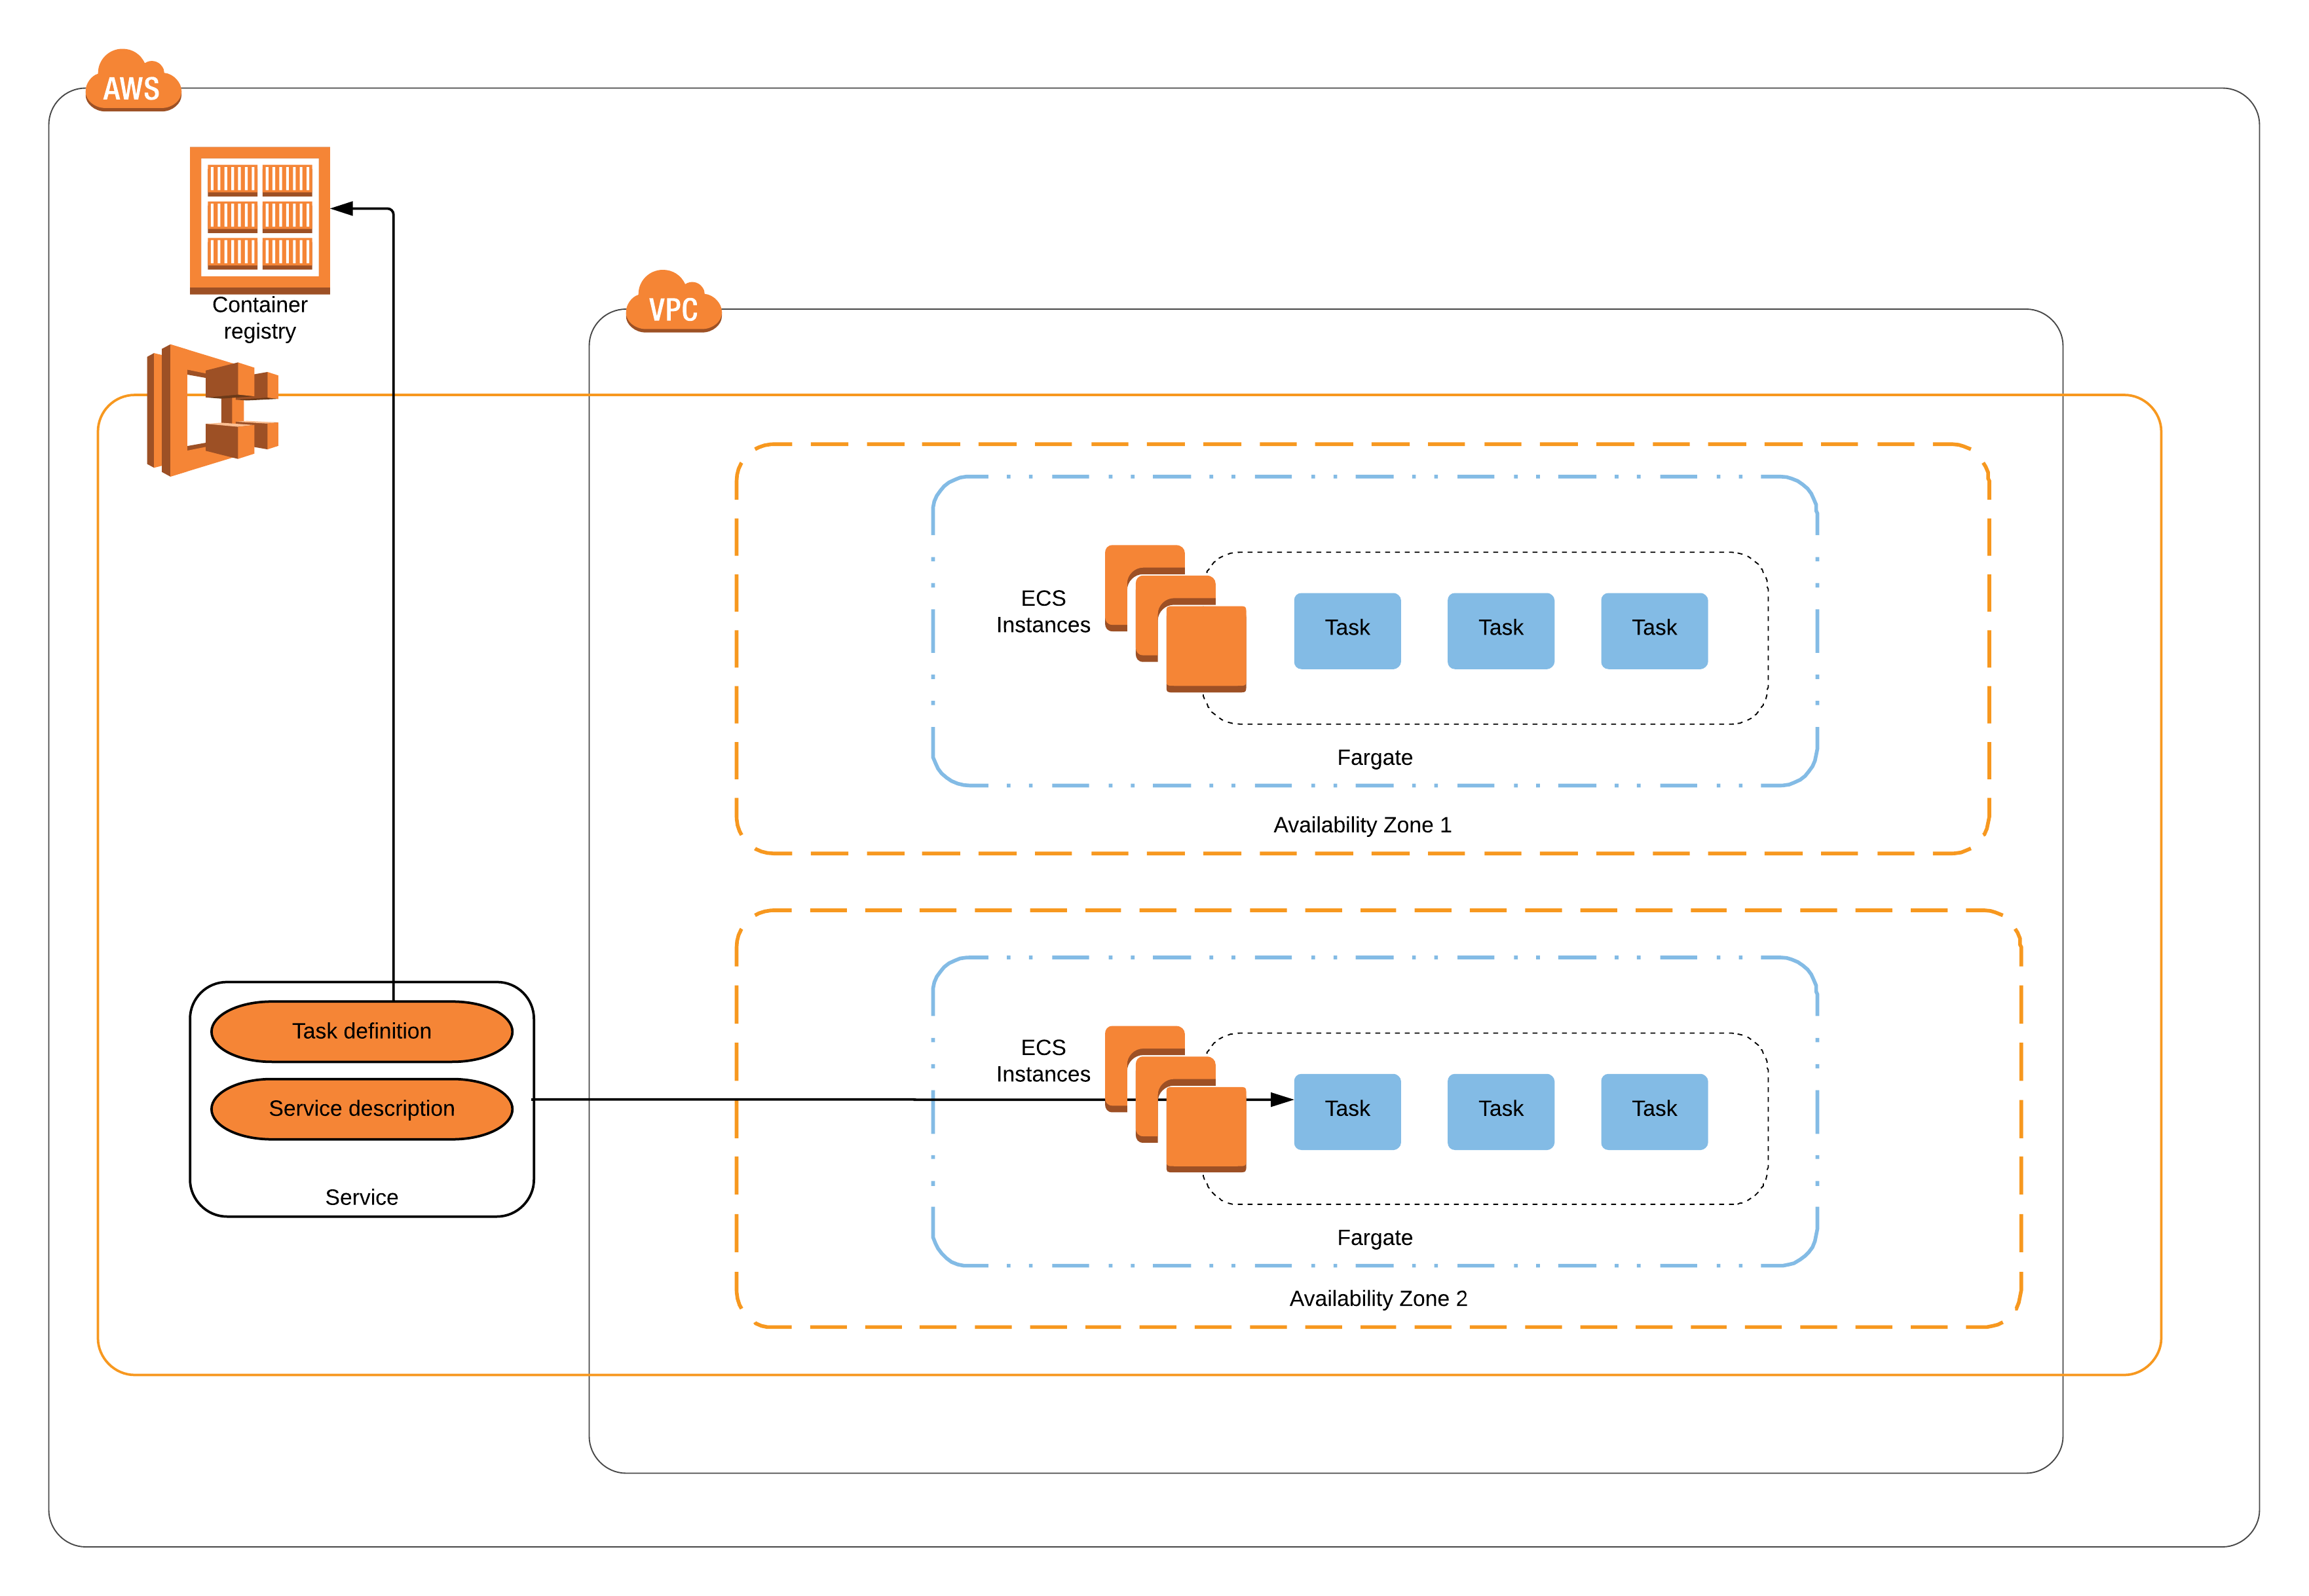 AWS
Container
registry
VPC
ECS
Instances
Task
Task
Task
Fargate
Availability Zone 1
Task definition
Service description
Service
ECS
Instances
Task
Task
Task
Fargate
Availability Zone 2